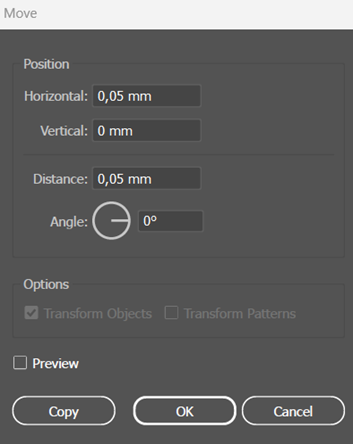 Move
Position
Horizontal: 0,05 mm
Vertical: 0 mm
Distance: 0,05 mm
Angle: 0°
Options
Transform Objects Transform Patterns
Preview
Copy OK Cancel